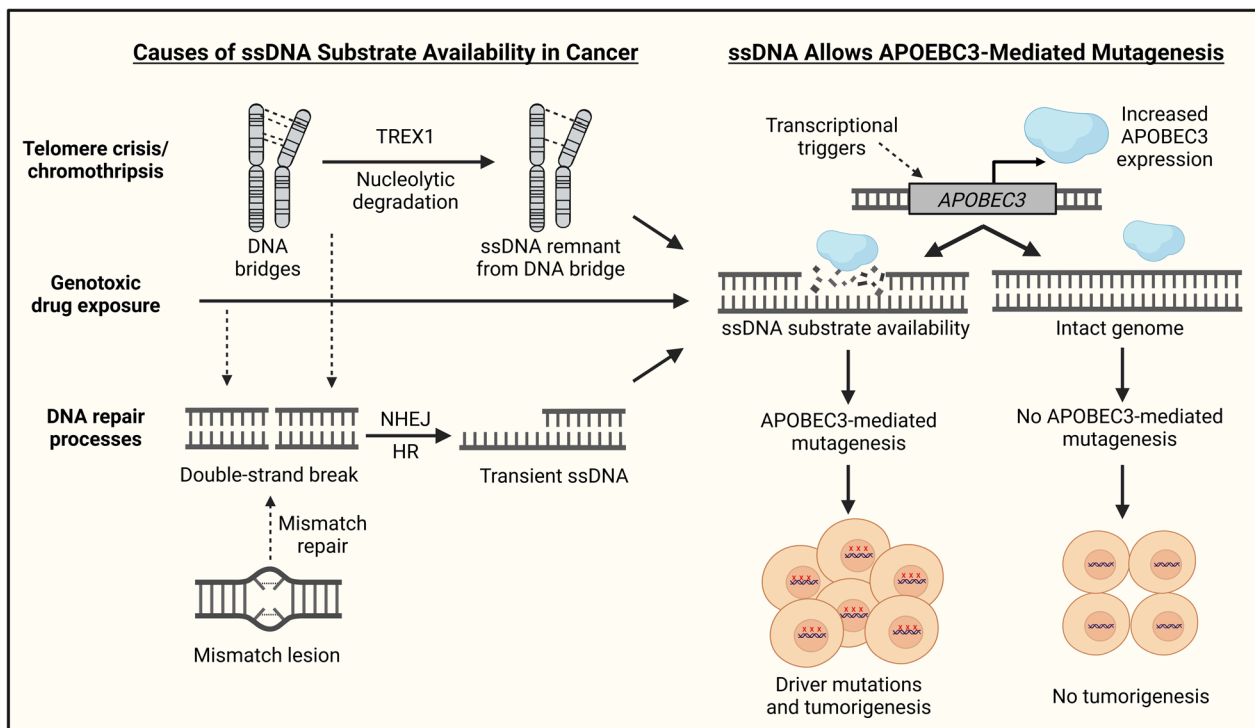 Causes of ssDNA Substrate Availability in Cancer
Telomere crisis/
chromothripsis
TREX1
Nucleolytic
degradation
DNA
bridges
ssDNA remnant
from DNA bridge
Genotoxic
drug exposure
DNA repair
processes
NHEJ
HR
Double-strand break
Transient ssDNA
Mismatch
repair
Mismatch lesion
ssDNA Allows APOEBC3-Mediated Mutagenesis
Transcriptional
triggers
Increased
APOBEC3
expression
APOBEC3
ssDNA substrate availability
Intact genome
APOBEC3-mediated
mutagenesis
No APOBEC3-mediated
mutagenesis
x x x
x x x
x x x
x x x
x x x
x x x
Driver mutations
and tumorigenesis
No tumorigenesis